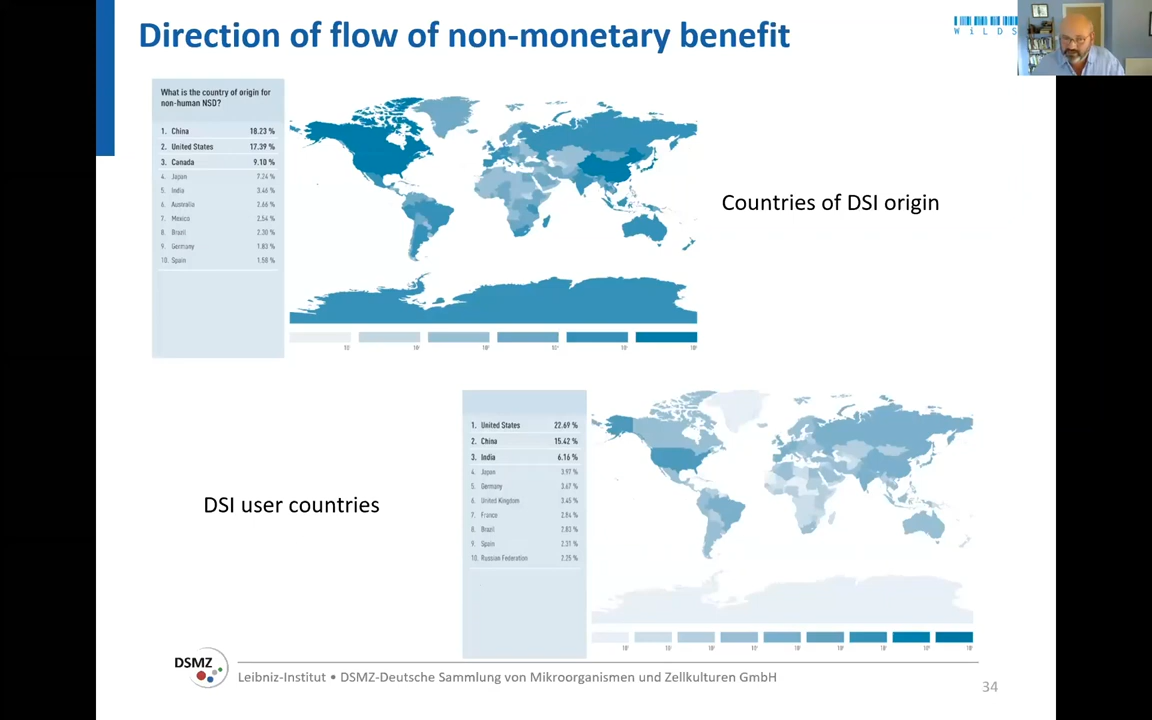 Direction of flow of non-monetary benefit
WiLDS
What is the country of origin for
non-human NSD?
1. China 18.23 %
2. United States 17.39 %
3. Canada 9.10 %
4. Japan 7.24 %
5. India 3.46 %
6. Australia 2.66 %
7. Mexico 2.54 %
8. Brazil 2.30 %
9. Germany 1.83 %
10. Spain 1.58 %
Countries of DSI origin
DSI user countries
1. United States 22.69 %
2. China 15.42 %
3. India 6.16 %
4. Japan 3.97 %
5. Germany 3.67 %
6. United Kingdom 3.45 %
7. France 2.84 %
8. Brazil 2.83 %
9. Spain 2.31 %
10. Russian Federation 2.25 %
DSMZ
Leibniz-Institut • DSMZ-Deutsche Sammlung von Mikroorganismen und Zellkulturen GmbH
34